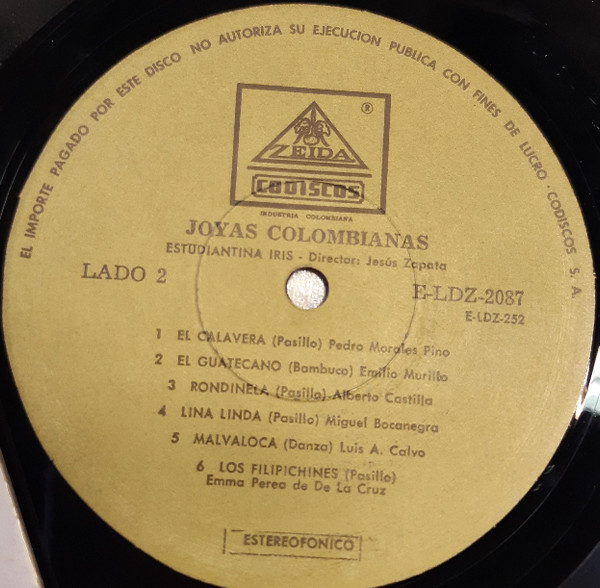 EL IMPORTE PAGADO POR ESTE DISCO NO AUTORIZA SU EJECUCION PUBLICA CON FINES DE LUCRO · CODISCOS S. A.
®
ZEIDA
CODISCOS
INDUSTRIA COLOMBIANA
JOYAS COLOMBIANAS
ESTUDIANTINA IRIS - Director: Jesús Zapata
LADO 2
E-LDZ-2087
E-LDZ-252
1 EL CALAVERA (Pasillo) Pedro Morales Pino
2 EL GUATECANO (Bambuco) Emilio Murillo
3 RONDINELA (Pasillo) Alberto Castilla
4 LINA LINDA (Pasillo) Miguel Bocanegra
5 MALVALOCA (Danza) Luis A. Calvo
6 LOS FILIPICHINES (Pasillo)
Emma Perea de De La Cruz
ESTEREOFONICO